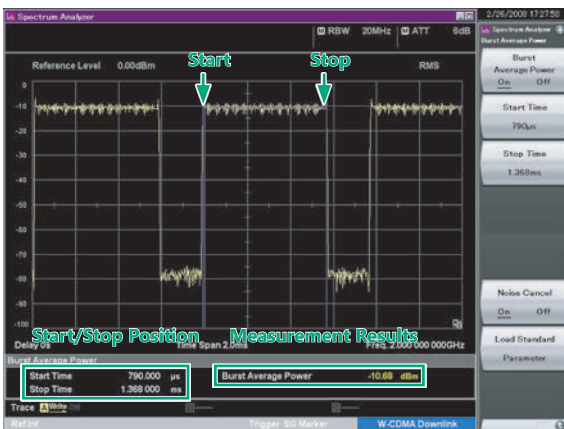 Spectrum Analyzer
2/26/2008 17:27:58
RBW 20MHz ATT 6dB
Spectrum Analyzer
Burst Average Power
Reference Level 0.00dBm
Start
Stop
RMS
Burst
Average Power
On Off
0
-10
-20
-30
-40
-50
-60
-70
-80
-90
-100
Start Time
790μs
Stop Time
1.368ms
Noise Cancel
On Off
Load Standard
Parameter
Start/Stop Position
Measurement Results
Delay 0s
Time Span 2.0ms
Freq. 2.000 000 000GHz
Burst Average Power
Start Time 790.000 μs
Stop Time 1.368 000 ms
Burst Average Power -10.68 dBm
Trace A Write Off
Ref.Int
Trigger SG Marker
W-CDMA Downlink